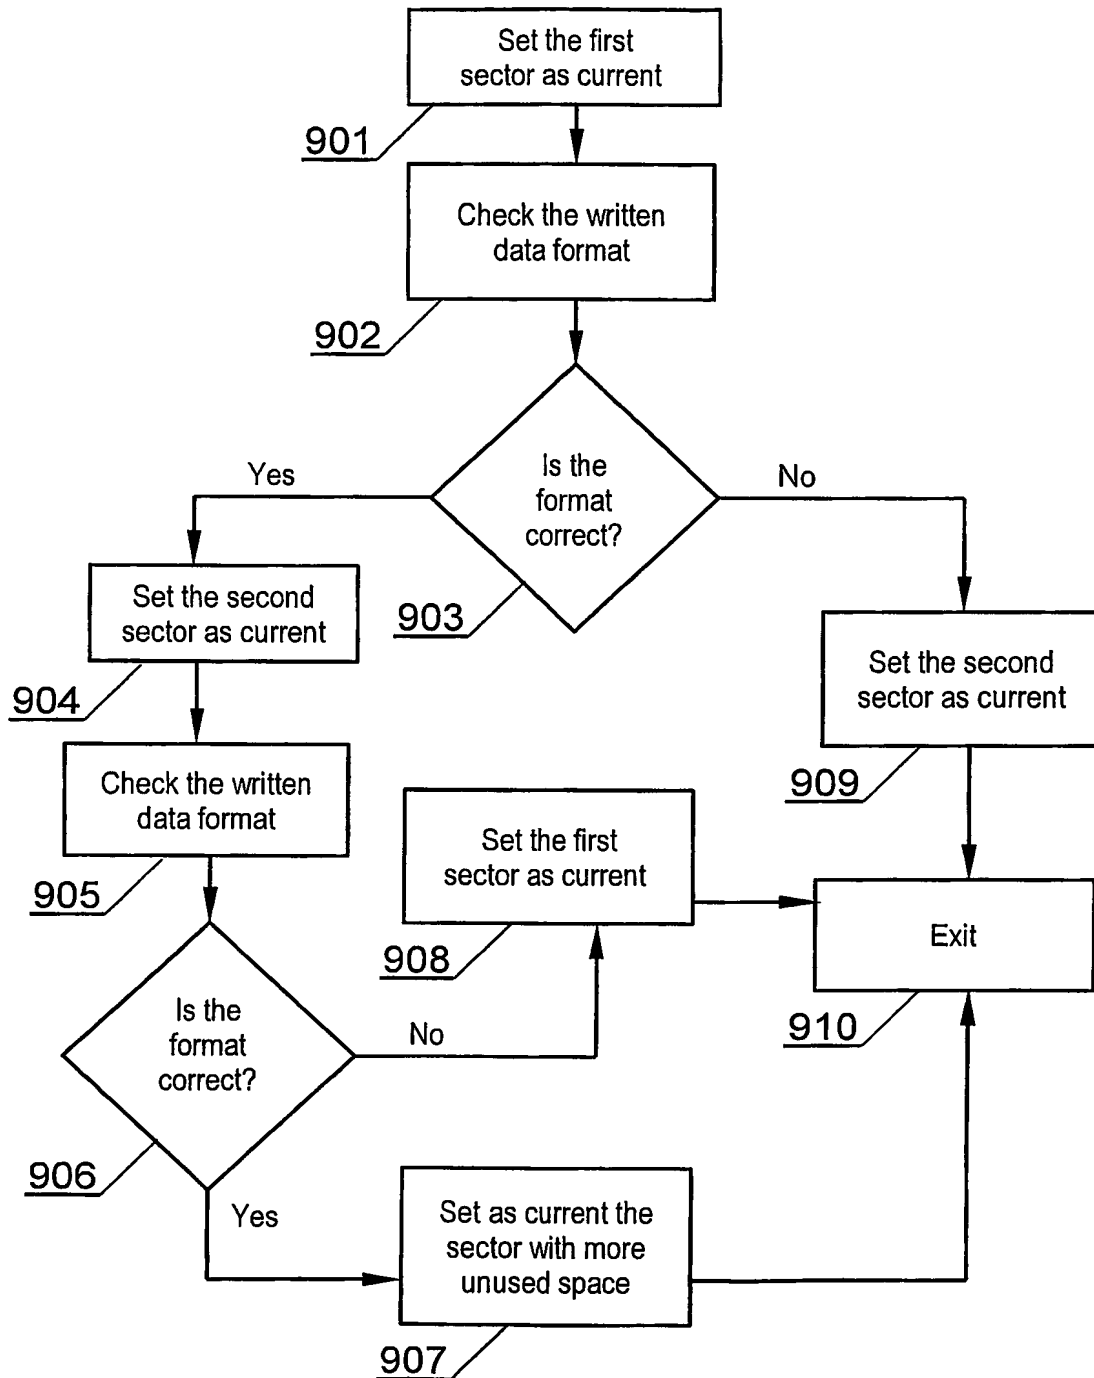 Set the first
sector as current
901
Check the written
data format
902
Is the
format
correct?
903
Yes
No
Set the second
sector as current
904
Set the second
sector as current
909
Check the written
data format
905
Set the first
sector as current
908
Exit
910
Is the
format
correct?
906
No
Yes
Set as current the
sector with more
unused space
907